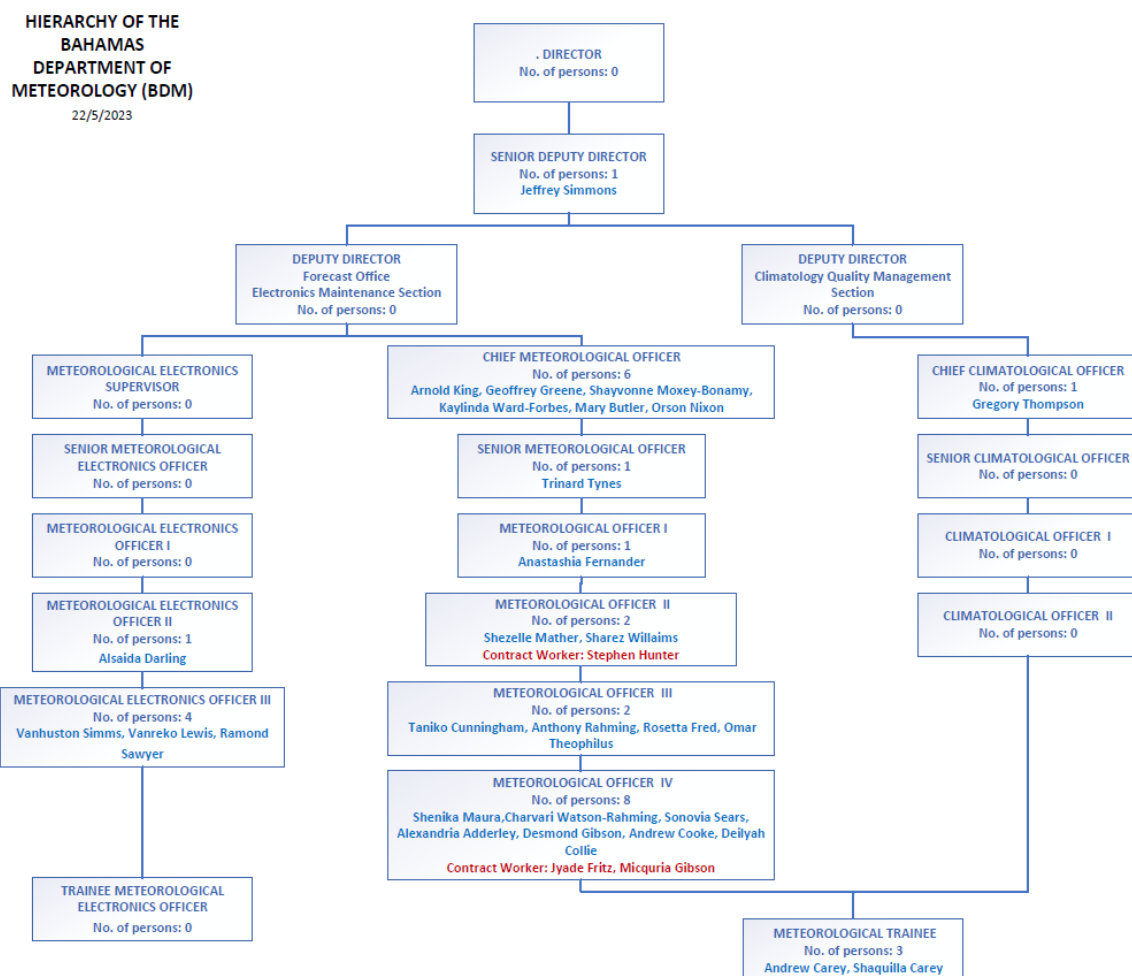 HIERARCHY OF THE
BAHAMAS
DEPARTMENT OF
METEOROLOGY (BDM)
22/5/2023
. DIRECTOR
No. of persons: 0
SENIOR DEPUTY DIRECTOR
No. of persons: 1
Jeffrey Simmons
DEPUTY DIRECTOR
Forecast Office
Electronics Maintenance Section
No. of persons: 0
DEPUTY DIRECTOR
Climatology Quality Management
Section
No. of persons: 0
METEOROLOGICAL ELECTRONICS
SUPERVISOR
No. of persons: 0
CHIEF METEOROLOGICAL OFFICER
No. of persons: 6
Arnold King, Geoffrey Greene, Shayvonne Moxey-Bonamy,
Kaylinda Ward-Forbes, Mary Butler, Orson Nixon
CHIEF CLIMATOLOGICAL OFFICER
No. of persons: 1
Gregory Thompson
SENIOR METEOROLOGICAL
ELECTRONICS OFFICER
No. of persons: 0
SENIOR METEOROLOGICAL OFFICER
No. of persons: 1
Trinard Tynes
SENIOR CLIMATOLOGICAL OFFICER
No. of persons: 0
METEOROLOGICAL ELECTRONICS
OFFICER I
No. of persons: 0
METEOROLOGICAL OFFICER I
No. of persons: 1
Anastashia Fernander
CLIMATOLOGICAL OFFICER I
No. of persons: 0
METEOROLOGICAL ELECTRONICS
OFFICER II
No. of persons: 1
Alsaida Darling
METEOROLOGICAL OFFICER II
No. of persons: 2
Shezelle Mather, Sharez Willaims
Contract Worker: Stephen Hunter
CLIMATOLOGICAL OFFICER II
No. of persons: 0
METEOROLOGICAL ELECTRONICS OFFICER III
No. of persons: 4
Vanhuston Simms, Vanreko Lewis, Ramond
Sawyer
METEOROLOGICAL OFFICER III
No. of persons: 2
Taniko Cunningham, Anthony Rahming, Rosetta Fred, Omar
Theophilus
METEOROLOGICAL OFFICER IV
No. of persons: 8
Shenika Maura,Charvari Watson-Rahming, Sonovia Sears,
Alexandria Adderley, Desmond Gibson, Andrew Cooke, Deilyah
Collie
Contract Worker: Jyade Fritz, Micquria Gibson
TRAINEE METEOROLOGICAL
ELECTRONICS OFFICER
No. of persons: 0
METEOROLOGICAL TRAINEE
No. of persons: 3
Andrew Carey, Shaquilla Carey